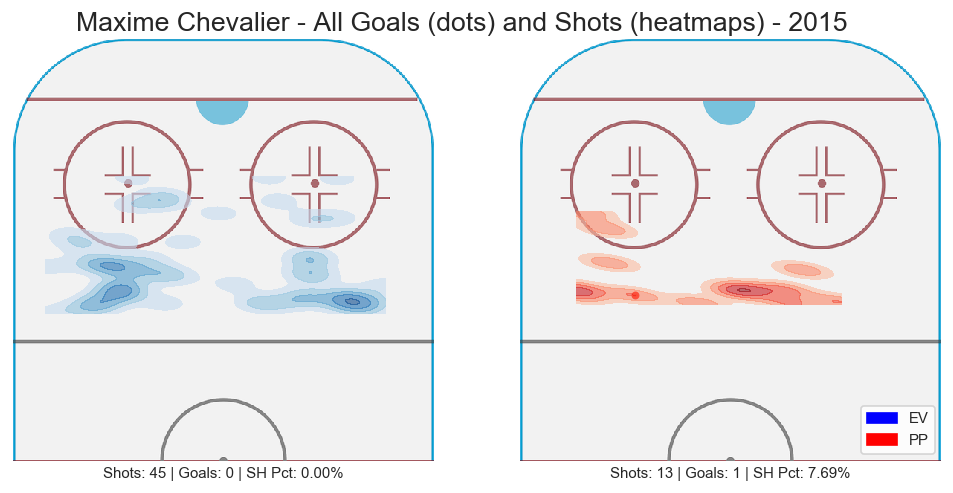 Maxime Chevalier - All Goals (dots) and Shots (heatmaps) - 2015
EV
PP
Shots: 45 | Goals: 0 | SH Pct: 0.00%
Shots: 13 | Goals: 1 | SH Pct: 7.69%